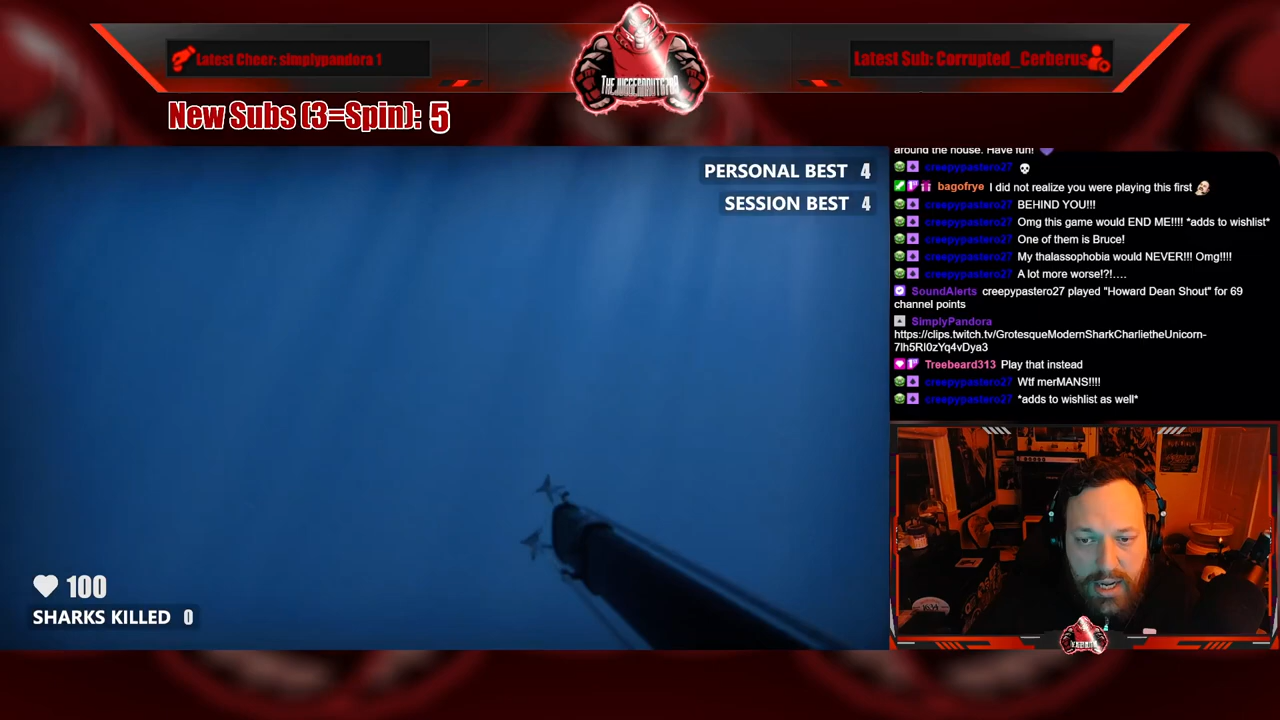 Latest Cheer: simplypandora 1
THEJUGGERNAUT6789
Latest Sub: Corrupted_Cerberus
New Subs (3=Spin): 5
PERSONAL BEST 4
SESSION BEST 4
100
SHARKS KILLED 0
around the house. Have fun!
creepypastero27
bagofrye I did not realize you were playing this first
creepypastero27 BEHIND YOU!!!
creepypastero27 Omg this game would END ME!!!! *adds to wishlist*
creepypastero27 One of them is Bruce!
creepypastero27 My thalassophobia would NEVER!!! Omg!!!!
creepypastero27 A lot more worse!?!....
SoundAlerts creepypastero27 played "Howard Dean Shout" for 69
channel points
SimplyPandora
https://clips.twitch.tv/GrotesqueModernSharkCharlietheUnicorn-
7lh5RI0zYq4vDya3
Treebeard313 Play that instead
creepypastero27 Wtf merMANS!!!!
creepypastero27 *adds to wishlist as well*